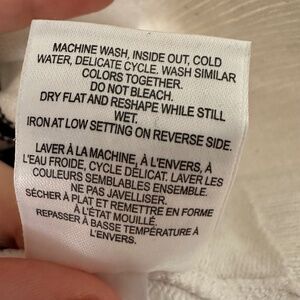 MACHINE WASH, INSIDE OUT, COLD
WATER, DELICATE CYCLE. WASH SIMILAR
COLORS TOGETHER.
DO NOT BLEACH.
DRY FLAT AND RESHAPE WHILE STILL
WET.
IRON AT LOW SETTING ON REVERSE SIDE.
LAVER À LA MACHINE, À L'ENVERS, À
L'EAU FROIDE, CYCLE DÉLICAT. LAVER LES
COULEURS SEMBLABLES ENSEMBLE.
NE PAS JAVELLISER.
SÉCHER À PLAT ET REMETTRE EN FORME
À L'ÉTAT MOUILLÉ.
REPASSER À BASSE TEMPÉRATURE À
L'ENVERS.